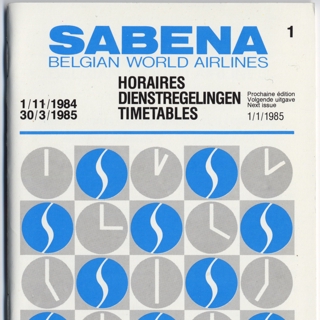 SABENA
1
BELGIAN WORLD AIRLINES
HORAIRES
DIENSTREGELINGEN
TIMETABLES
1/11/1984
30/3/1985
Prochaine édition
Volgende uitgave
Next issue
1/1/1985